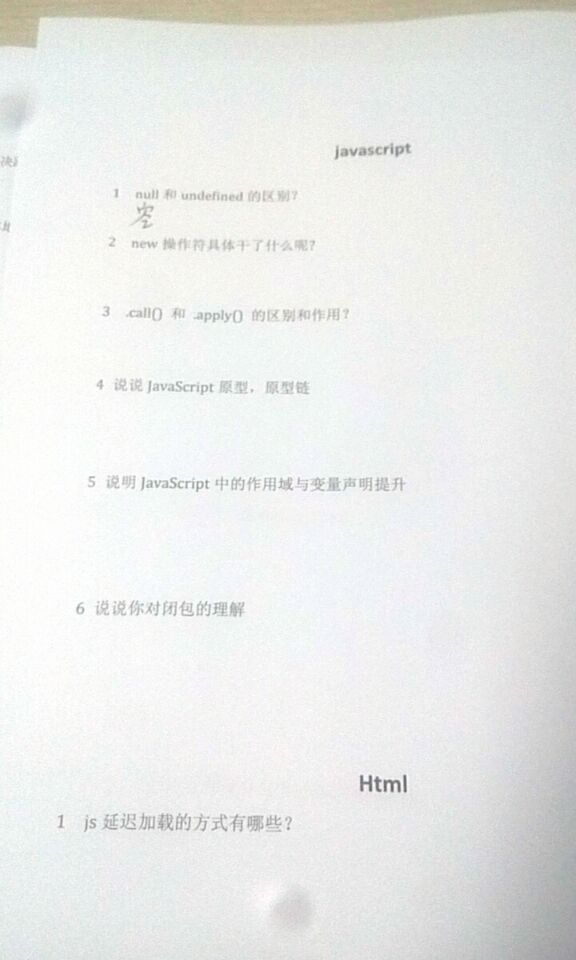 javascript
1 null 和 undefined 的区别?
空
2 new 操作符具体干了什么呢?
3 .call() 和 .apply() 的区别和作用?
4 说说 JavaScript 原型，原型链
5 说明 JavaScript 中的作用域与变量声明提升
6 说说你对闭包的理解
Html
1 js 延迟加载的方式有哪些?